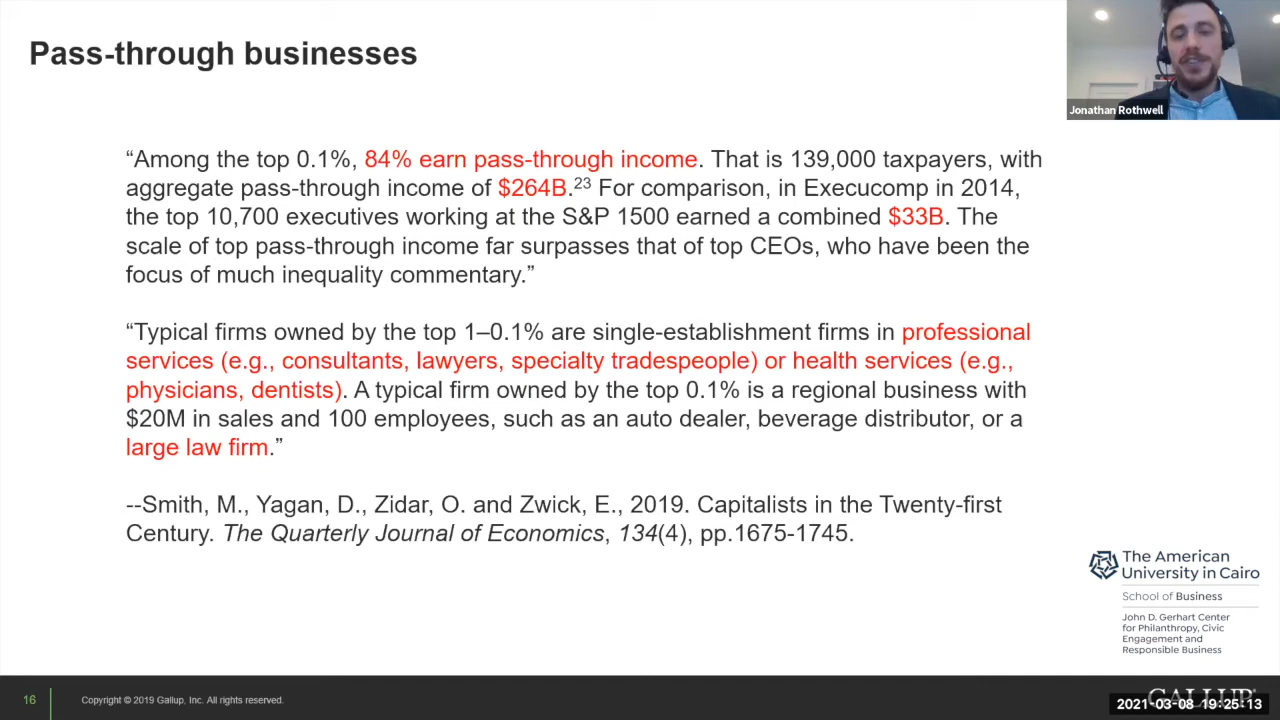 Pass-through businesses
Jonathan Rothwell
“Among the top 0.1%, 84% earn pass-through income. That is 139,000 taxpayers, with
aggregate pass-through income of $264B.²³ For comparison, in Execucomp in 2014,
the top 10,700 executives working at the S&P 1500 earned a combined $33B. The
scale of top pass-through income far surpasses that of top CEOs, who have been the
focus of much inequality commentary.”
“Typical firms owned by the top 1–0.1% are single-establishment firms in professional
services (e.g., consultants, lawyers, specialty tradespeople) or health services (e.g.,
physicians, dentists). A typical firm owned by the top 0.1% is a regional business with
$20M in sales and 100 employees, such as an auto dealer, beverage distributor, or a
large law firm.”
--Smith, M., Yagan, D., Zidar, O. and Zwick, E., 2019. Capitalists in the Twenty-first
Century. The Quarterly Journal of Economics, 134(4), pp.1675-1745.
The American
University in Cairo
School of Business
John D. Gerhart Center
for Philanthropy, Civic
Engagement and
Responsible Business
16
Copyright © 2019 Gallup, Inc. All rights reserved.
GALLUP
2021-03-08 19:25:13